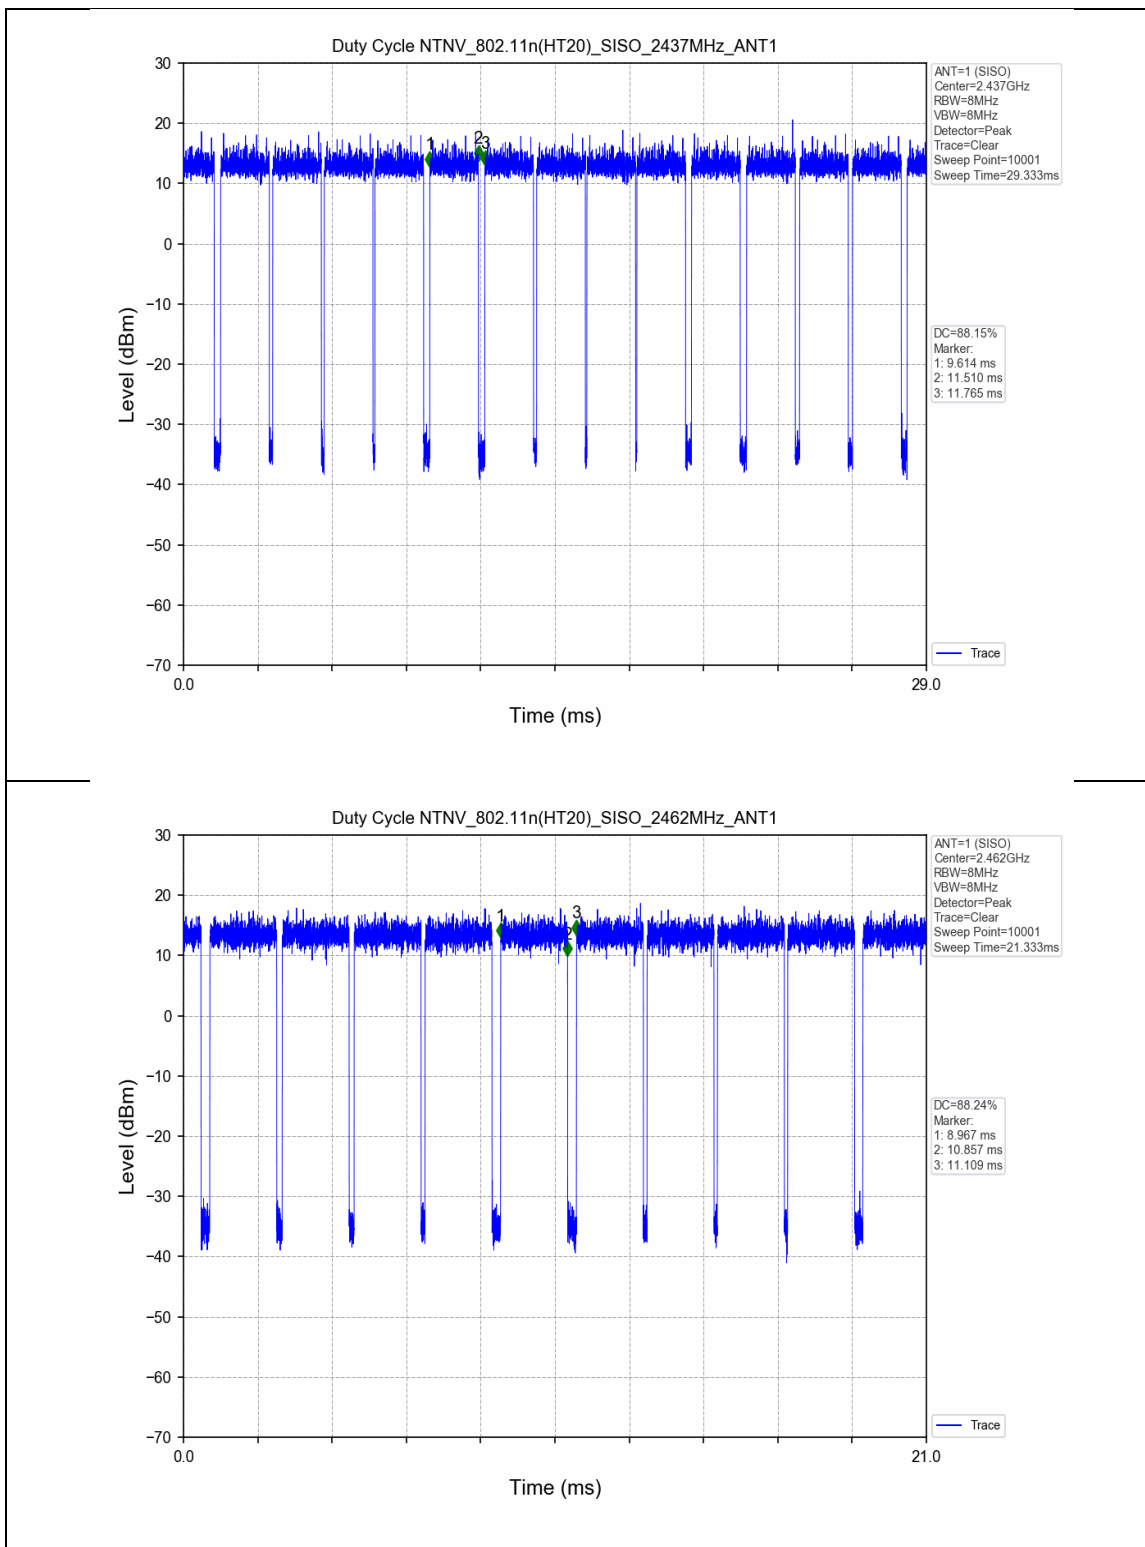 Duty Cycle NTNV_802.11n(HT20)_SISO_2437MHz_ANT1
30
20
10
0
−10
−20
−30
−40
−50
−60
−70
Level (dBm)
1
2
3
ANT=1 (SISO)
Center=2.437GHz
RBW=8MHz
VBW=8MHz
Detector=Peak
Trace=Clear
Sweep Point=10001
Sweep Time=29.333ms
DC=88.15%
Marker:
1: 9.614 ms
2: 11.510 ms
3: 11.765 ms
Trace
0.0
29.0
Time (ms)
Duty Cycle NTNV_802.11n(HT20)_SISO_2462MHz_ANT1
30
20
10
0
−10
−20
−30
−40
−50
−60
−70
Level (dBm)
1
2
3
ANT=1 (SISO)
Center=2.462GHz
RBW=8MHz
VBW=8MHz
Detector=Peak
Trace=Clear
Sweep Point=10001
Sweep Time=21.333ms
DC=88.24%
Marker:
1: 8.967 ms
2: 10.857 ms
3: 11.109 ms
Trace
0.0
21.0
Time (ms)